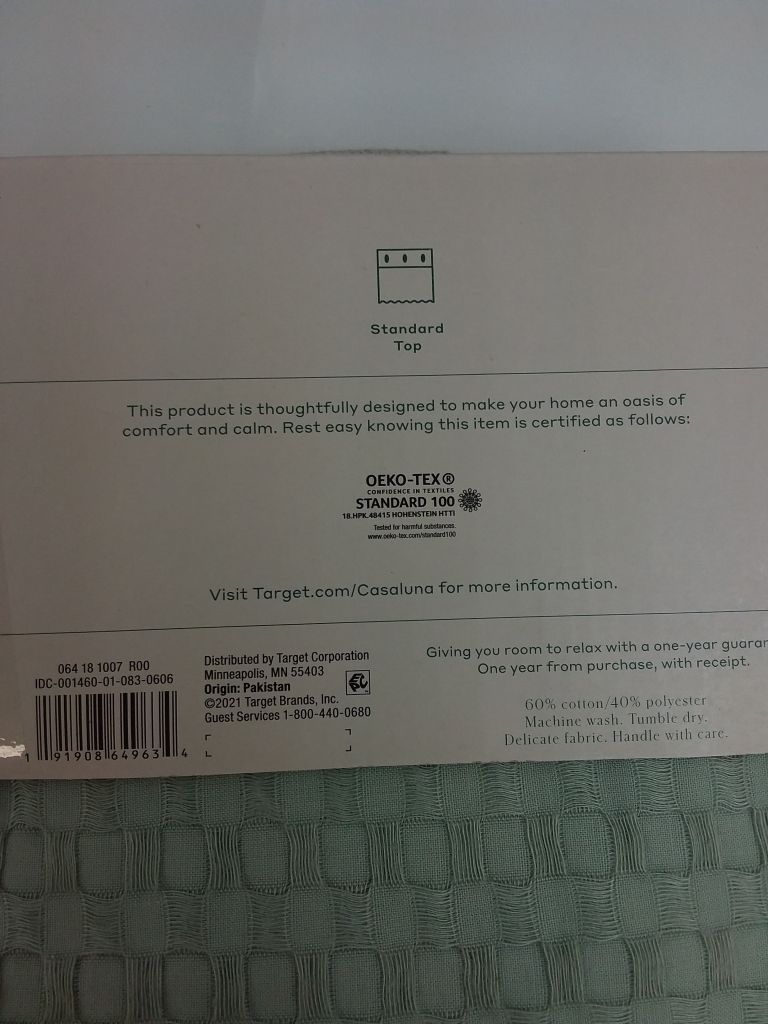 Standard
Top
This product is thoughtfully designed to make your home an oasis of
comfort and calm. Rest easy knowing this item is certified as follows:
OEKO-TEX®
CONFIDENCE IN TEXTILES
STANDARD 100
18.HPK.48415 HOHENSTEIN HTTI
Tested for harmful substances.
www.oeko-tex.com/standard100
Visit Target.com/Casaluna for more information.
064 18 1007 R00
IDC-001460-01-083-0606
1 91908 64963 4
Distributed by Target Corporation
Minneapolis, MN 55403
Origin: Pakistan
©2021 Target Brands, Inc.
Guest Services 1-800-440-0680
Giving you room to relax with a one-year guaran
One year from purchase, with receipt.
60% cotton/40% polyester
Machine wash. Tumble dry.
Delicate fabric. Handle with care.